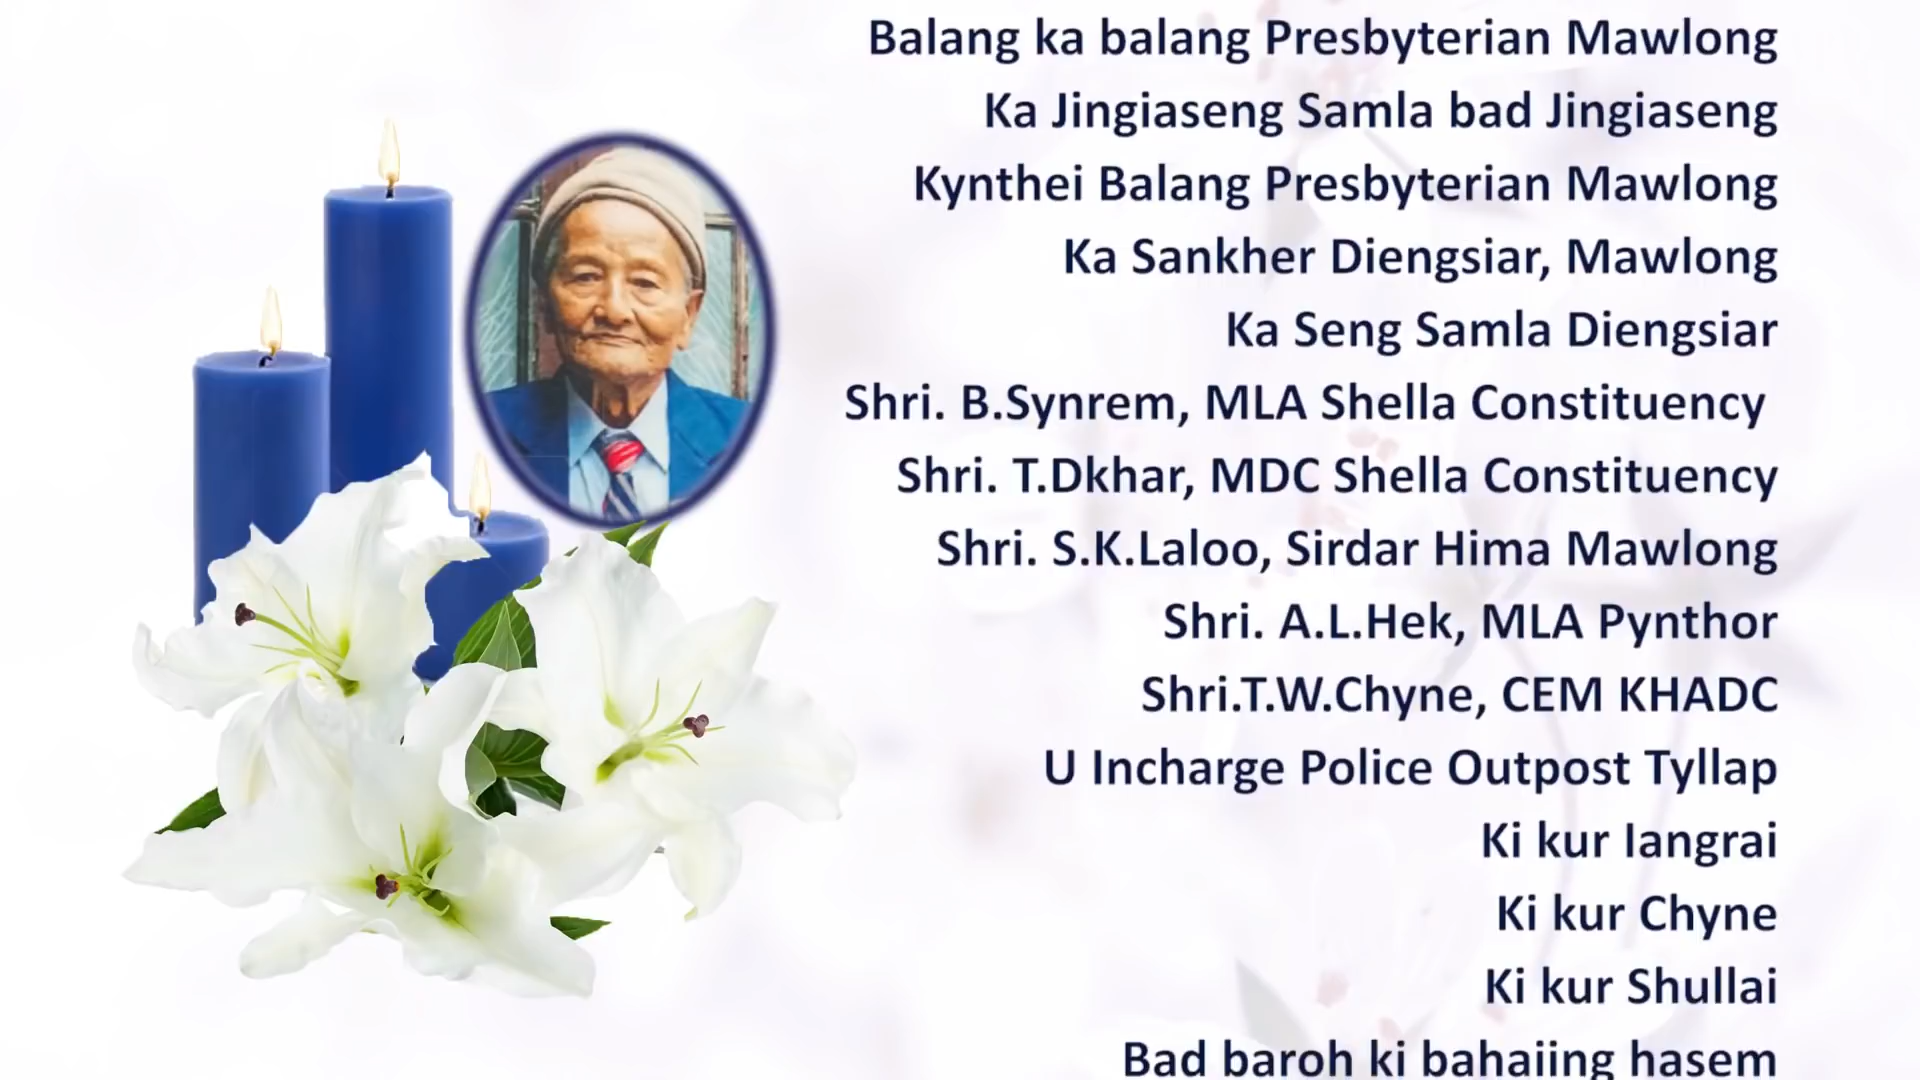 Balang ka balang Presbyterian Mawlong
Ka Jingiaseng Samla bad Jingiaseng
Kynthei Balang Presbyterian Mawlong
Ka Sankher Diengsiar, Mawlong
Ka Seng Samla Diengsiar
Shri. B.Synrem, MLA Shella Constituency
Shri. T.Dkhar, MDC Shella Constituency
Shri. S.K.Laloo, Sirdar Hima Mawlong
Shri. A.L.Hek, MLA Pynthor
Shri.T.W.Chyne, CEM KHADC
U Incharge Police Outpost Tyllap
Ki kur Iangrai
Ki kur Chyne
Ki kur Shullai
Bad baroh ki bahaiing hasem